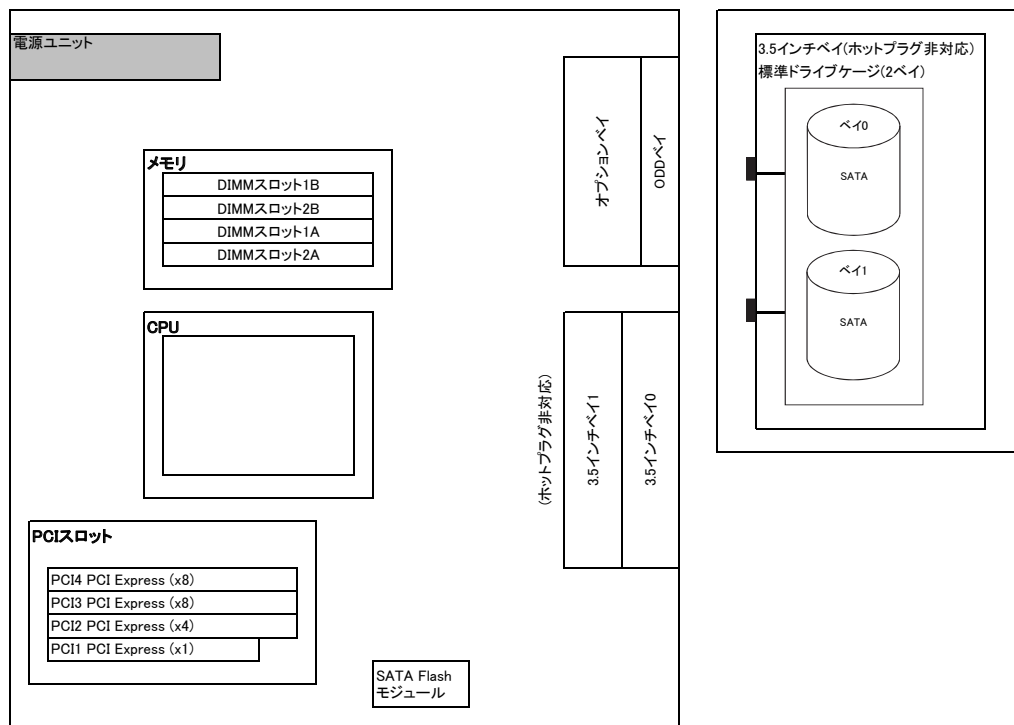 電源ユニット
メモリ
DIMMスロット1B
DIMMスロット2B
DIMMスロット1A
DIMMスロット2A
CPU
PCIスロット
PCI4 PCI Express (x8)
PCI3 PCI Express (x8)
PCI2 PCI Express (x4)
PCI1 PCI Express (x1)
SATA Flash
モジュール
オプションベイ
ODDベイ
(ホットプラグ非対応)
3.5インチベイ1
3.5インチベイ0
3.5インチベイ(ホットプラグ非対応)
標準ドライブケージ(2ベイ)
ベイ0
SATA
ベイ1
SATA